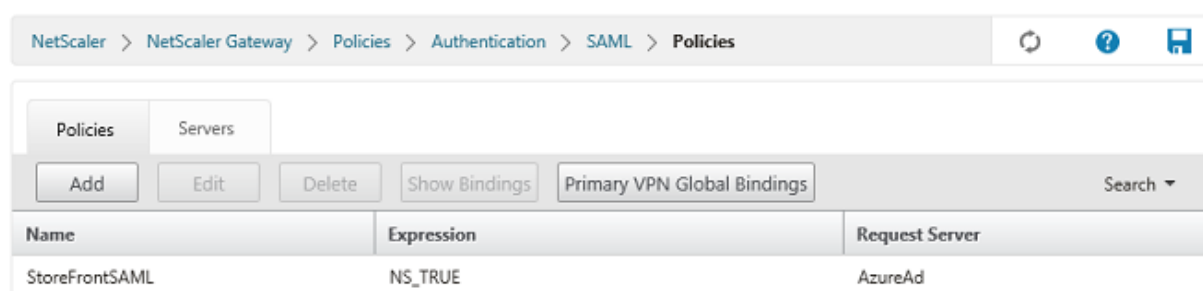 NetScaler > NetScaler Gateway > Policies > Authentication > SAML > Policies
Policies Servers
Add Edit Delete Show Bindings Primary VPN Global Bindings Search
Name Expression Request Server
StoreFrontSAML NS_TRUE AzureAd